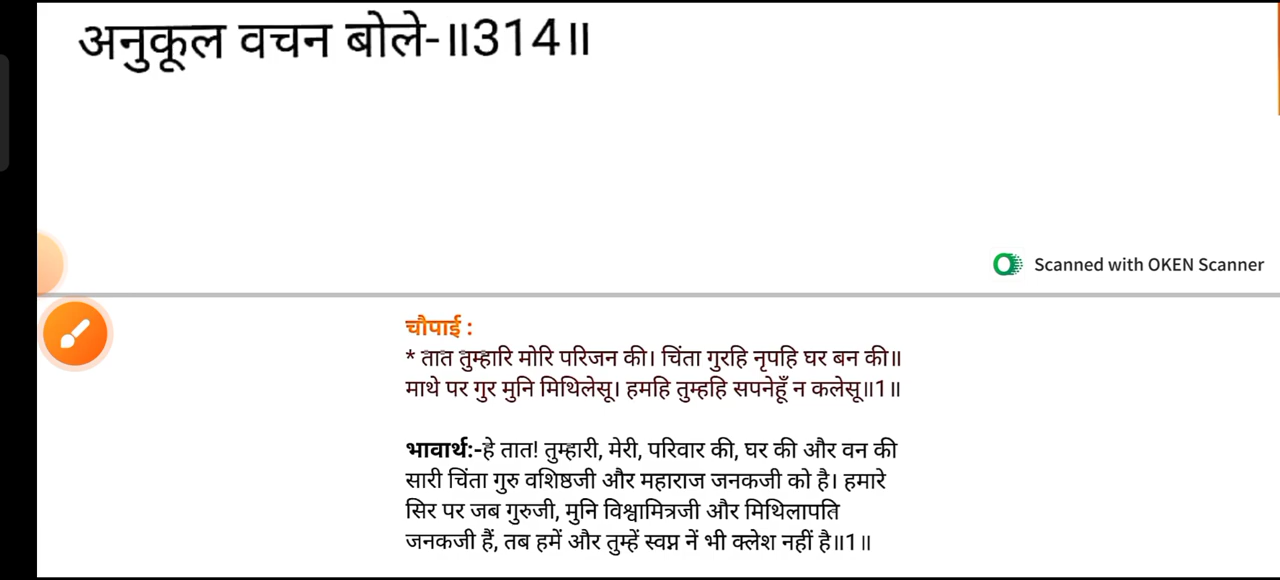 अनुकूल वचन बोले-॥314॥
Scanned with OKEN Scanner
चौपाई :
* तात तुम्हारि मोरि परिजन की। चिंता गुरहि नृपहि घर बन की॥
माथे पर गुर मुनि मिथिलेसू। हमहि तुम्हहि सपनेहूँ न कलेसू॥1॥
भावार्थ:-हे तात! तुम्हारी, मेरी, परिवार की, घर की और वन की
सारी चिंता गुरु वशिष्ठजी और महाराज जनकजी को है। हमारे
सिर पर जब गुरुजी, मुनि विश्वामित्रजी और मिथिलापति
जनकजी हैं, तब हमें और तुम्हें स्वप्न नें भी क्लेश नहीं है॥1॥